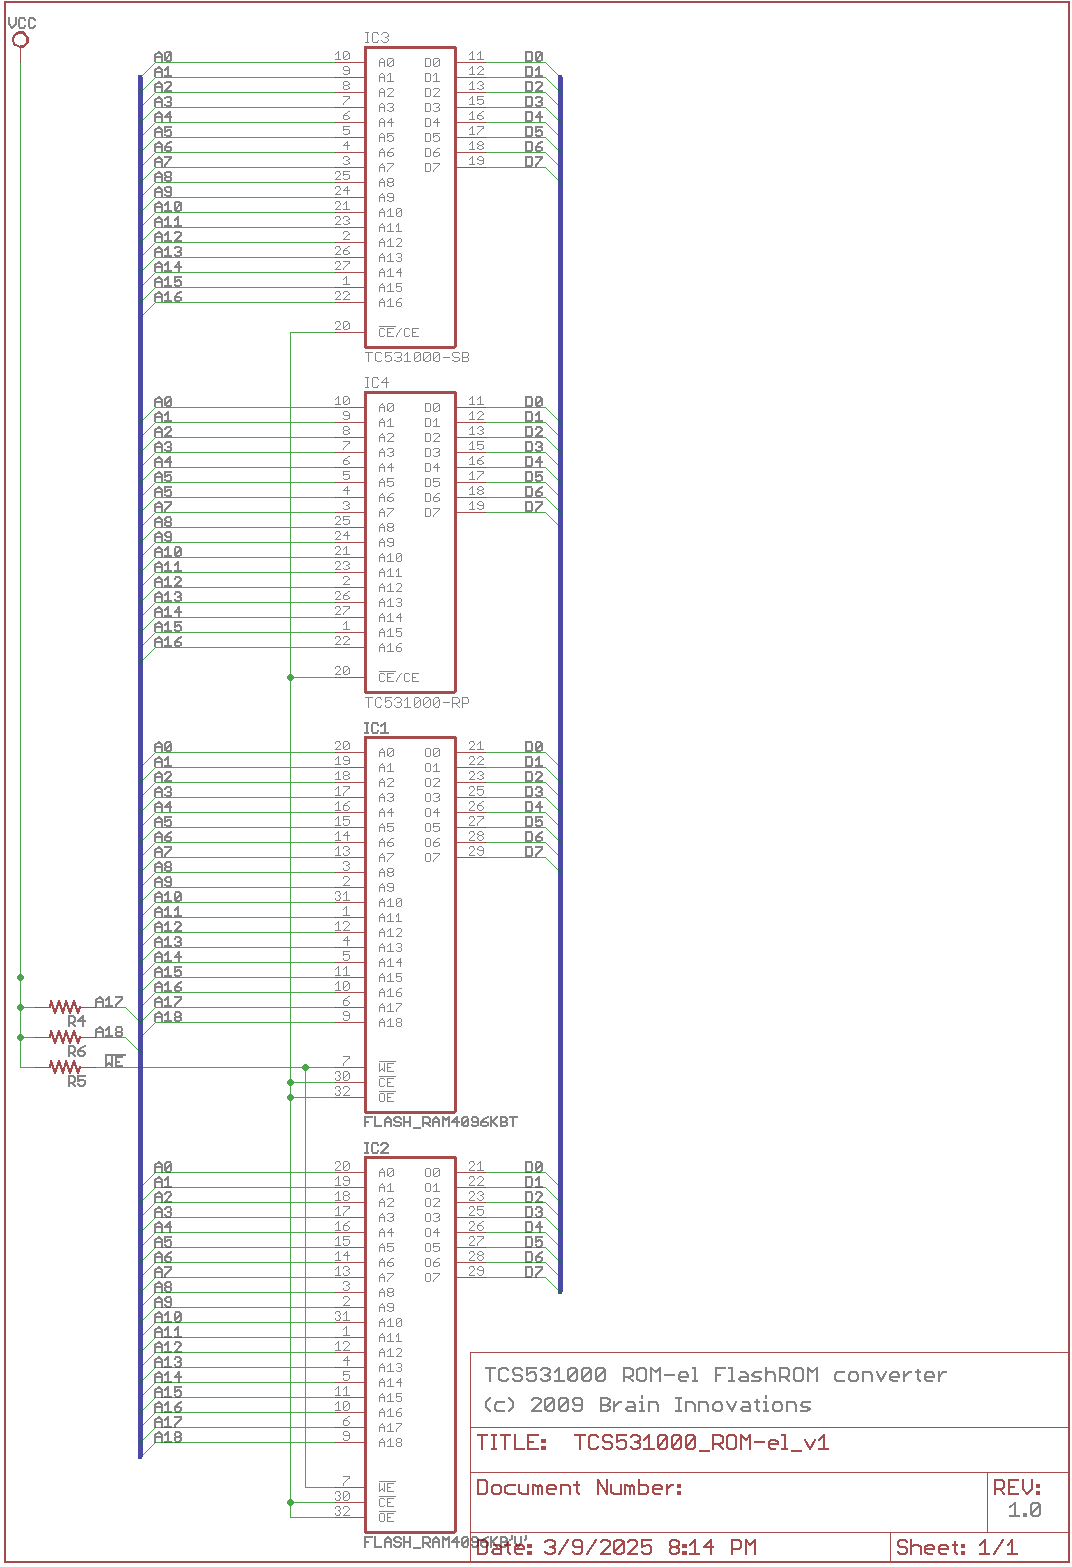 VCC
IC3
A0 10 A0 D0 11 D0
A1 9 A1 D1 12 D1
A2 8 A2 D2 13 D2
A3 7 A3 D3 15 D3
A4 6 A4 D4 16 D4
A5 5 A5 D5 17 D5
A6 4 A6 D6 18 D6
A7 3 A7 D7 19 D7
A8 25 A8
A9 24 A9
A10 21 A10
A11 23 A11
A12 2 A12
A13 26 A13
A14 27 A14
A15 1 A15
A16 22 A16
20 CE/CE
TC531000-SB
IC4
A0 10 A0 D0 11 D0
A1 9 A1 D1 12 D1
A2 8 A2 D2 13 D2
A3 7 A3 D3 15 D3
A4 6 A4 D4 16 D4
A5 5 A5 D5 17 D5
A5 4 A6 D6 18 D6
A7 3 A7 D7 19 D7
A8 25 A8
A9 24 A9
A10 21 A10
A11 23 A11
A12 2 A12
A13 26 A13
A14 27 A14
A15 1 A15
A16 22 A16
20 CE/CE
TC531000-RP
IC1
A0 20 A0 O0 21 D0
A1 19 A1 O1 22 D1
A2 18 A2 O2 23 D2
A3 17 A3 O3 25 D3
A4 16 A4 O4 26 D4
A5 15 A5 O5 27 D5
A6 14 A6 O6 28 D6
A7 13 A7 O7 29 D7
A8 3 A8
A9 2 A9
A10 31 A10
A11 1 A11
A12 12 A12
A13 4 A13
A14 5 A14
A15 11 A15
A16 10 A16
A17 A17 6 A17
R4 A18 9 A18
A18
R6
WE 7 WE
R5 30 CE
32 OE
FLASH_RAM4096KBT
IC2
A0 20 A0 O0 21 D0
A1 19 A1 O1 22 D1
A2 18 A2 O2 23 D2
A3 17 A3 O3 25 D3
A4 16 A4 O4 26 D4
A5 15 A5 O5 27 D5
A6 14 A6 O6 28 D6
A7 13 A7 O7 29 D7
A8 3 A8
A9 2 A9
A10 31 A10
A11 1 A11
A12 12 A12
A13 4 A13
A14 5 A14
A15 11 A15
A16 10 A16
A17 6 A17
A18 9 A18
7 WE
30 CE
32 OE
FLASH_RAM4096KB'V'
TCS531000 ROM-el FlashROM converter
(c) 2009 Brain Innovations
TITLE: TCS531000_ROM-el_v1
Document Number:
REV:
1.0
Date: 3/9/2025 8:14 PM
Sheet: 1/1